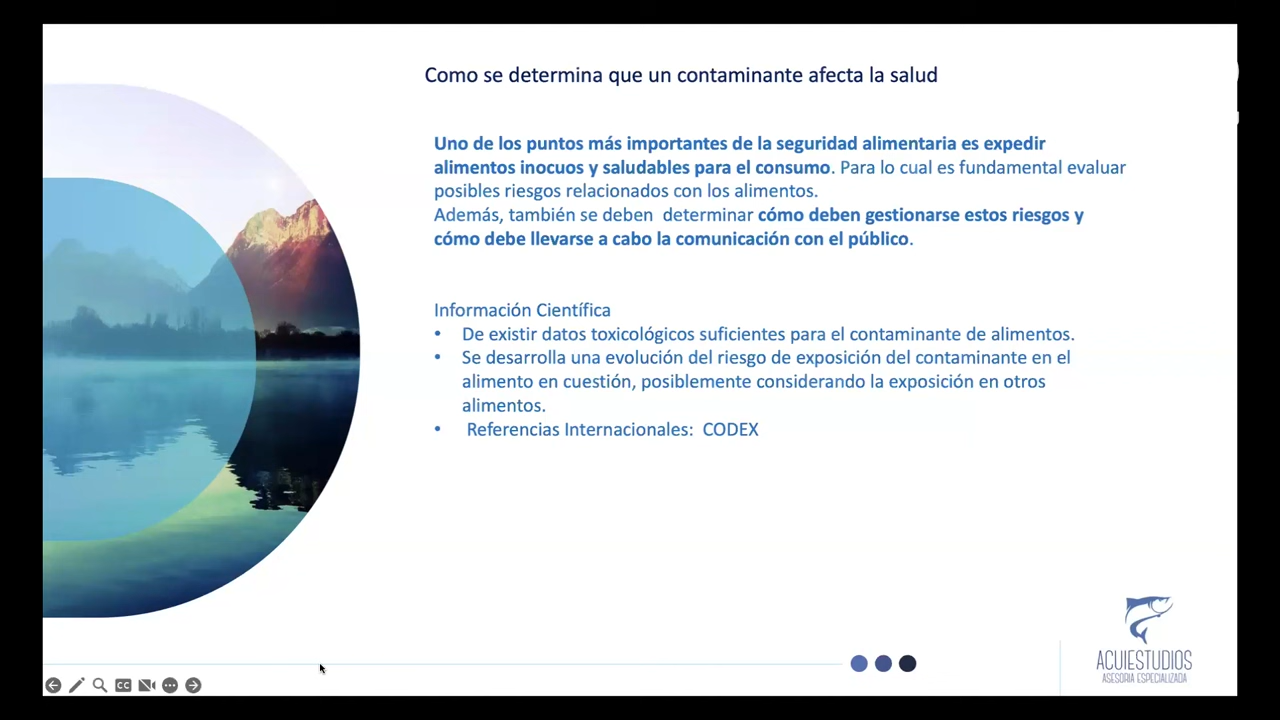 Como se determina que un contaminante afecta la salud
Uno de los puntos más importantes de la seguridad alimentaria es expedir
alimentos inocuos y saludables para el consumo. Para lo cual es fundamental evaluar
posibles riesgos relacionados con los alimentos.
Además, también se deben determinar cómo deben gestionarse estos riesgos y
cómo debe llevarse a cabo la comunicación con el público.
Información Científica
• De existir datos toxicológicos suficientes para el contaminante de alimentos.
• Se desarrolla una evolución del riesgo de exposición del contaminante en el
alimento en cuestión, posiblemente considerando la exposición en otros
alimentos.
• Referencias Internacionales: CODEX
ACUIESTUDIOS
ASESORIA ESPECIALIZADA
CC